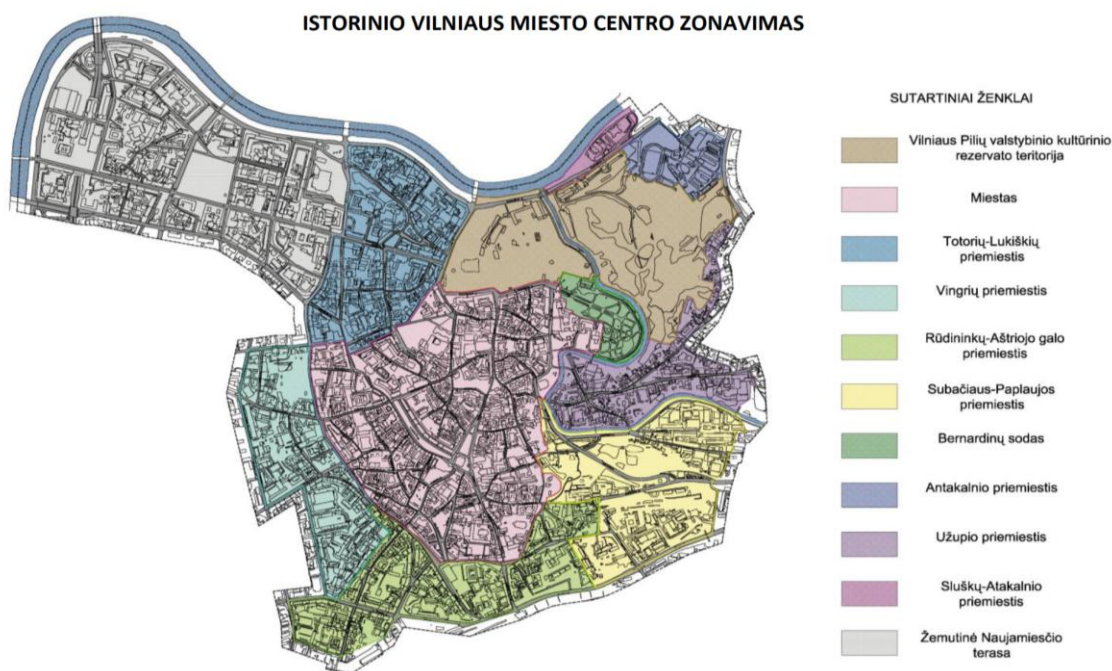 ISTORINIO VILNIAUS MIESTO CENTRO ZONAVIMAS
SUTARTINIAI ŽENKLAI
Vilniaus Pilių valstybinio kultūrinio
rezervato teritorija
Miestas
Totorių-Lukiškių
priemiestis
Vingrių priemiestis
Rūdininkų-Aštriojo galo
priemiestis
Subačiaus-Paplaujos
priemiestis
Bernardinų sodas
Antakalnio priemiestis
Užupio priemiestis
Sluškų-Atakalnio
priemiestis
Žemutinė Naujamiesčio
terasa